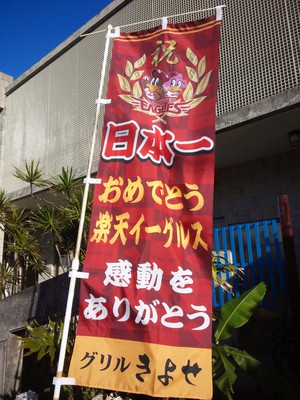 祝
EAGLES
日本一
おめでとう
楽天イーグルス
感動を
ありがとう
グリルきよせ